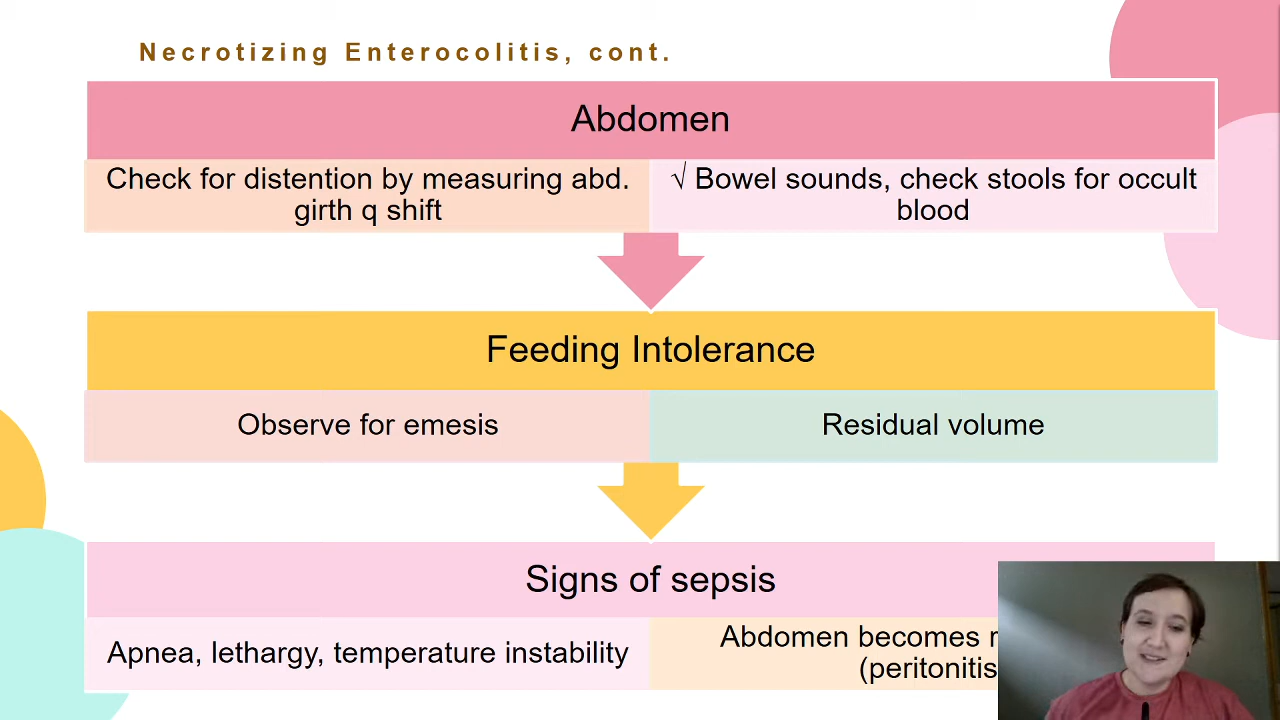 Necrotizing Enterocolitis, cont.
Abdomen
Check for distention by measuring abd.
girth q shift
√ Bowel sounds, check stools for occult
blood
Feeding Intolerance
Observe for emesis
Residual volume
Signs of sepsis
Apnea, lethargy, temperature instability
Abdomen becomes
(peritonitis